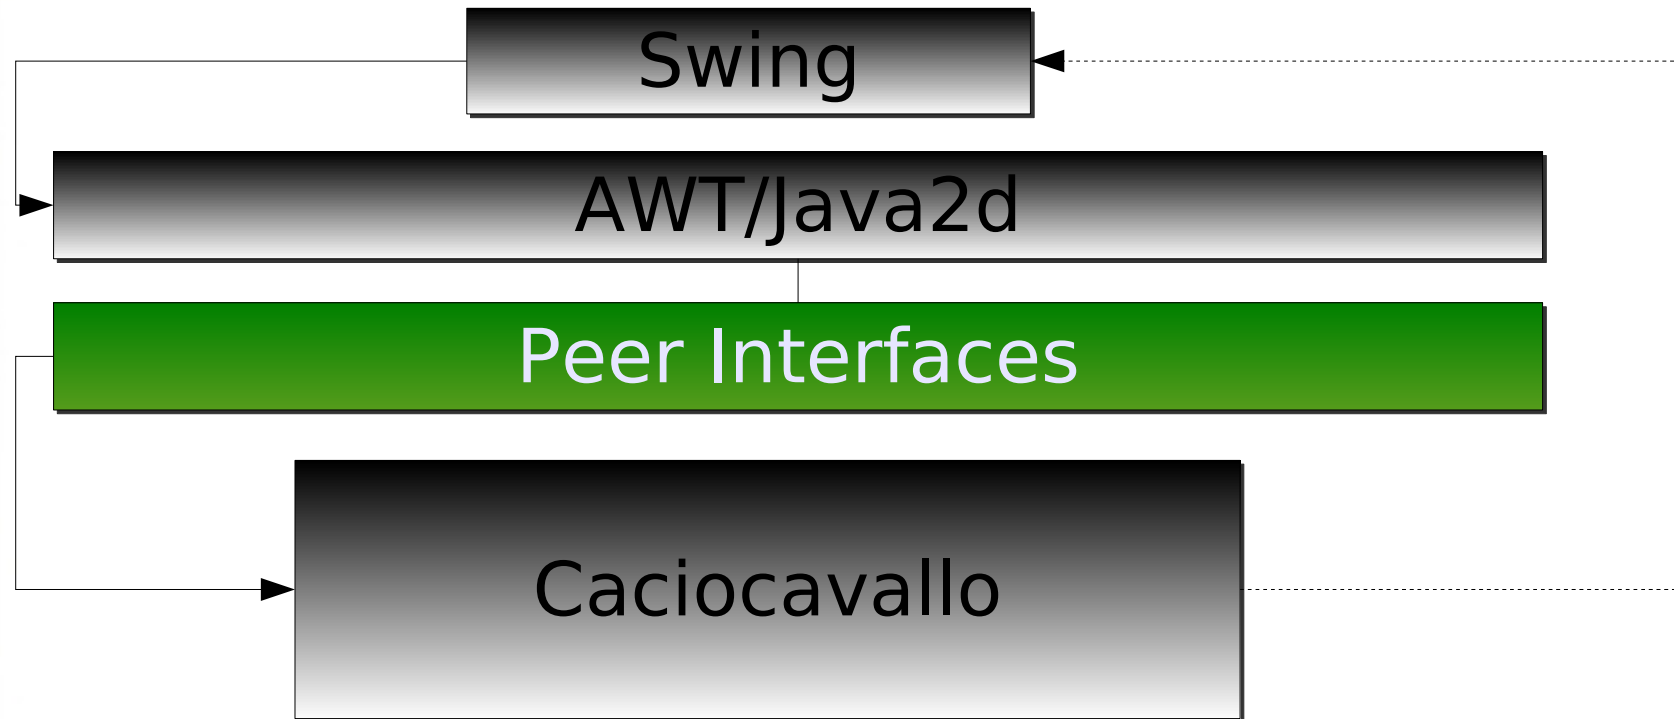 Swing
AWT/Java2d
Peer Interfaces
Caciocavallo